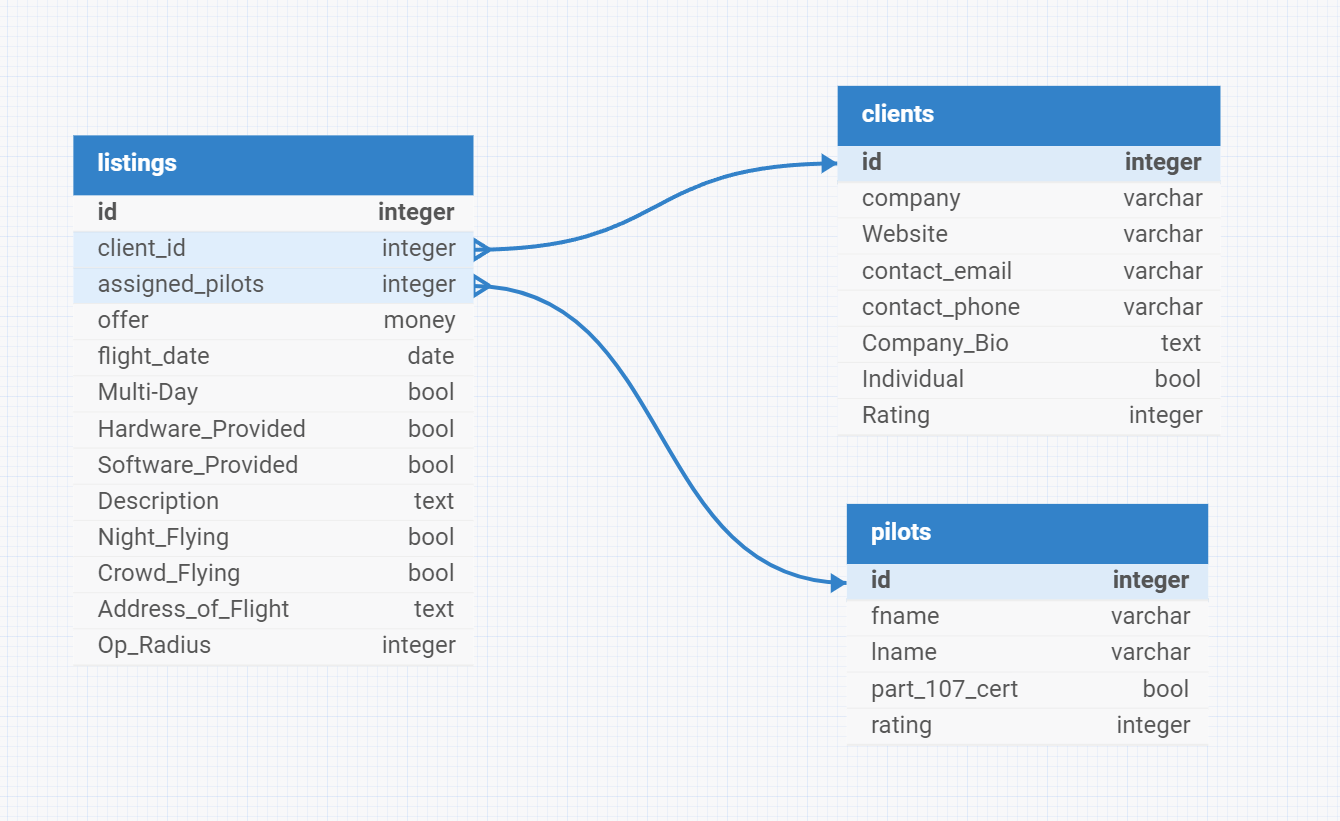 listings
id integer
client_id integer
assigned_pilots integer
offer money
flight_date date
Multi-Day bool
Hardware_Provided bool
Software_Provided bool
Description text
Night_Flying bool
Crowd_Flying bool
Address_of_Flight text
Op_Radius integer
clients
id integer
company varchar
Website varchar
contact_email varchar
contact_phone varchar
Company_Bio text
Individual bool
Rating integer
pilots
id integer
fname varchar
lname varchar
part_107_cert bool
rating integer